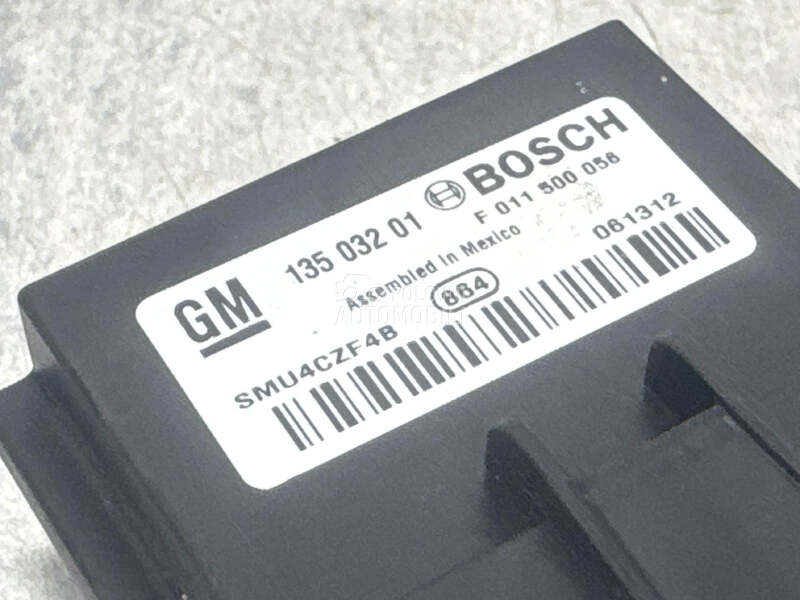 GM 135 032 01 BOSCH
F 011 500 056
Assembled in Mexico
864
SMU4CZF4B 061312